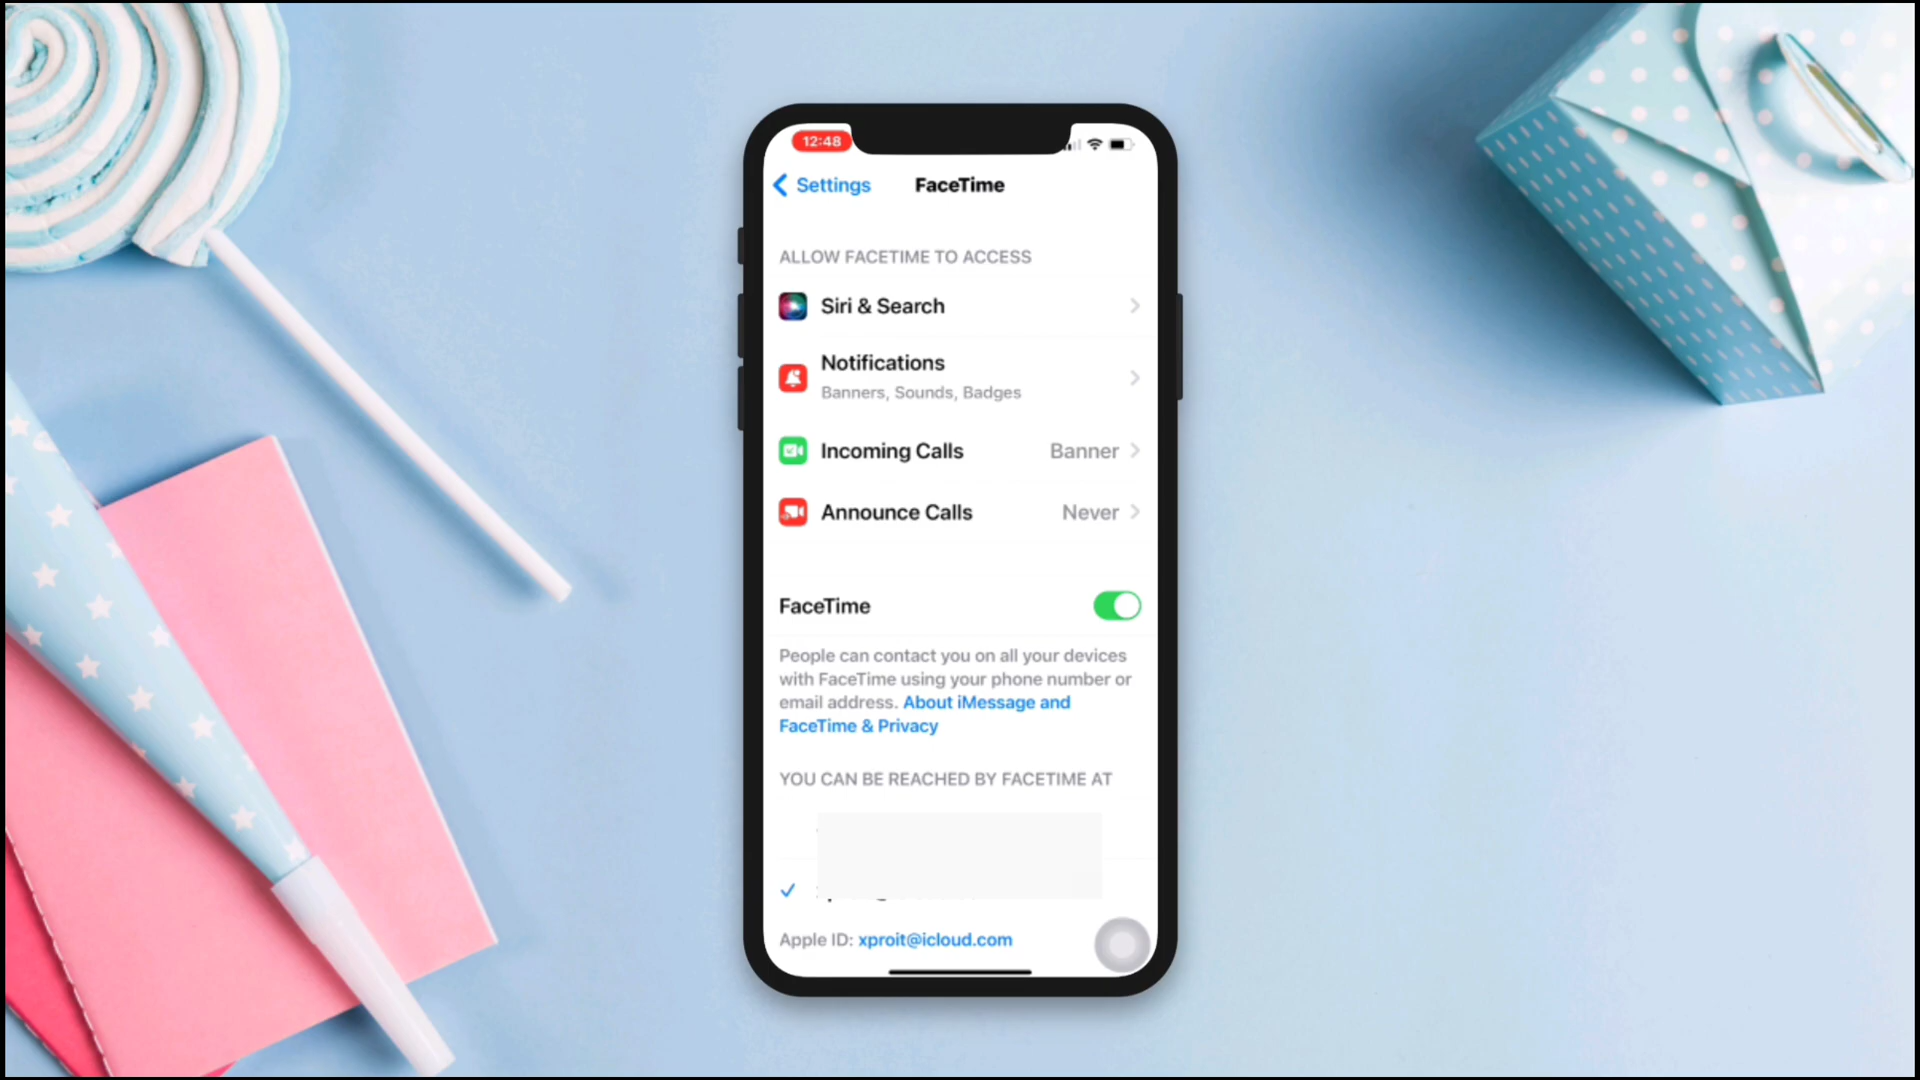 12:48
Settings FaceTime
ALLOW FACETIME TO ACCESS
Siri & Search
Notifications
Banners, Sounds, Badges
Incoming Calls Banner
Announce Calls Never
FaceTime
People can contact you on all your devices
with FaceTime using your phone number or
email address. About iMessage and
FaceTime & Privacy
YOU CAN BE REACHED BY FACETIME AT
Apple ID: xproit@icloud.com